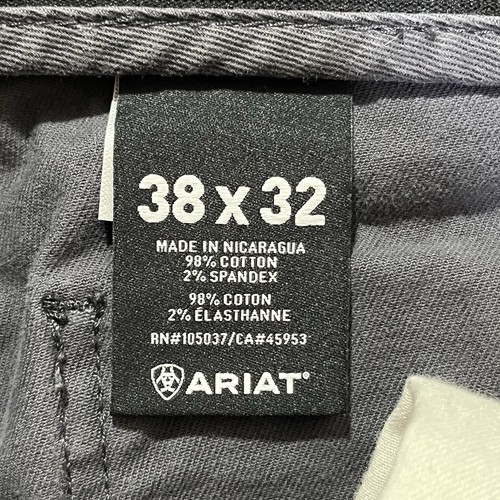 38 x 32
MADE IN NICARAGUA
98% COTTON
2% SPANDEX
98% COTON
2% ÉLASTHANNE
RN#105037/CA#45953
ARIAT®